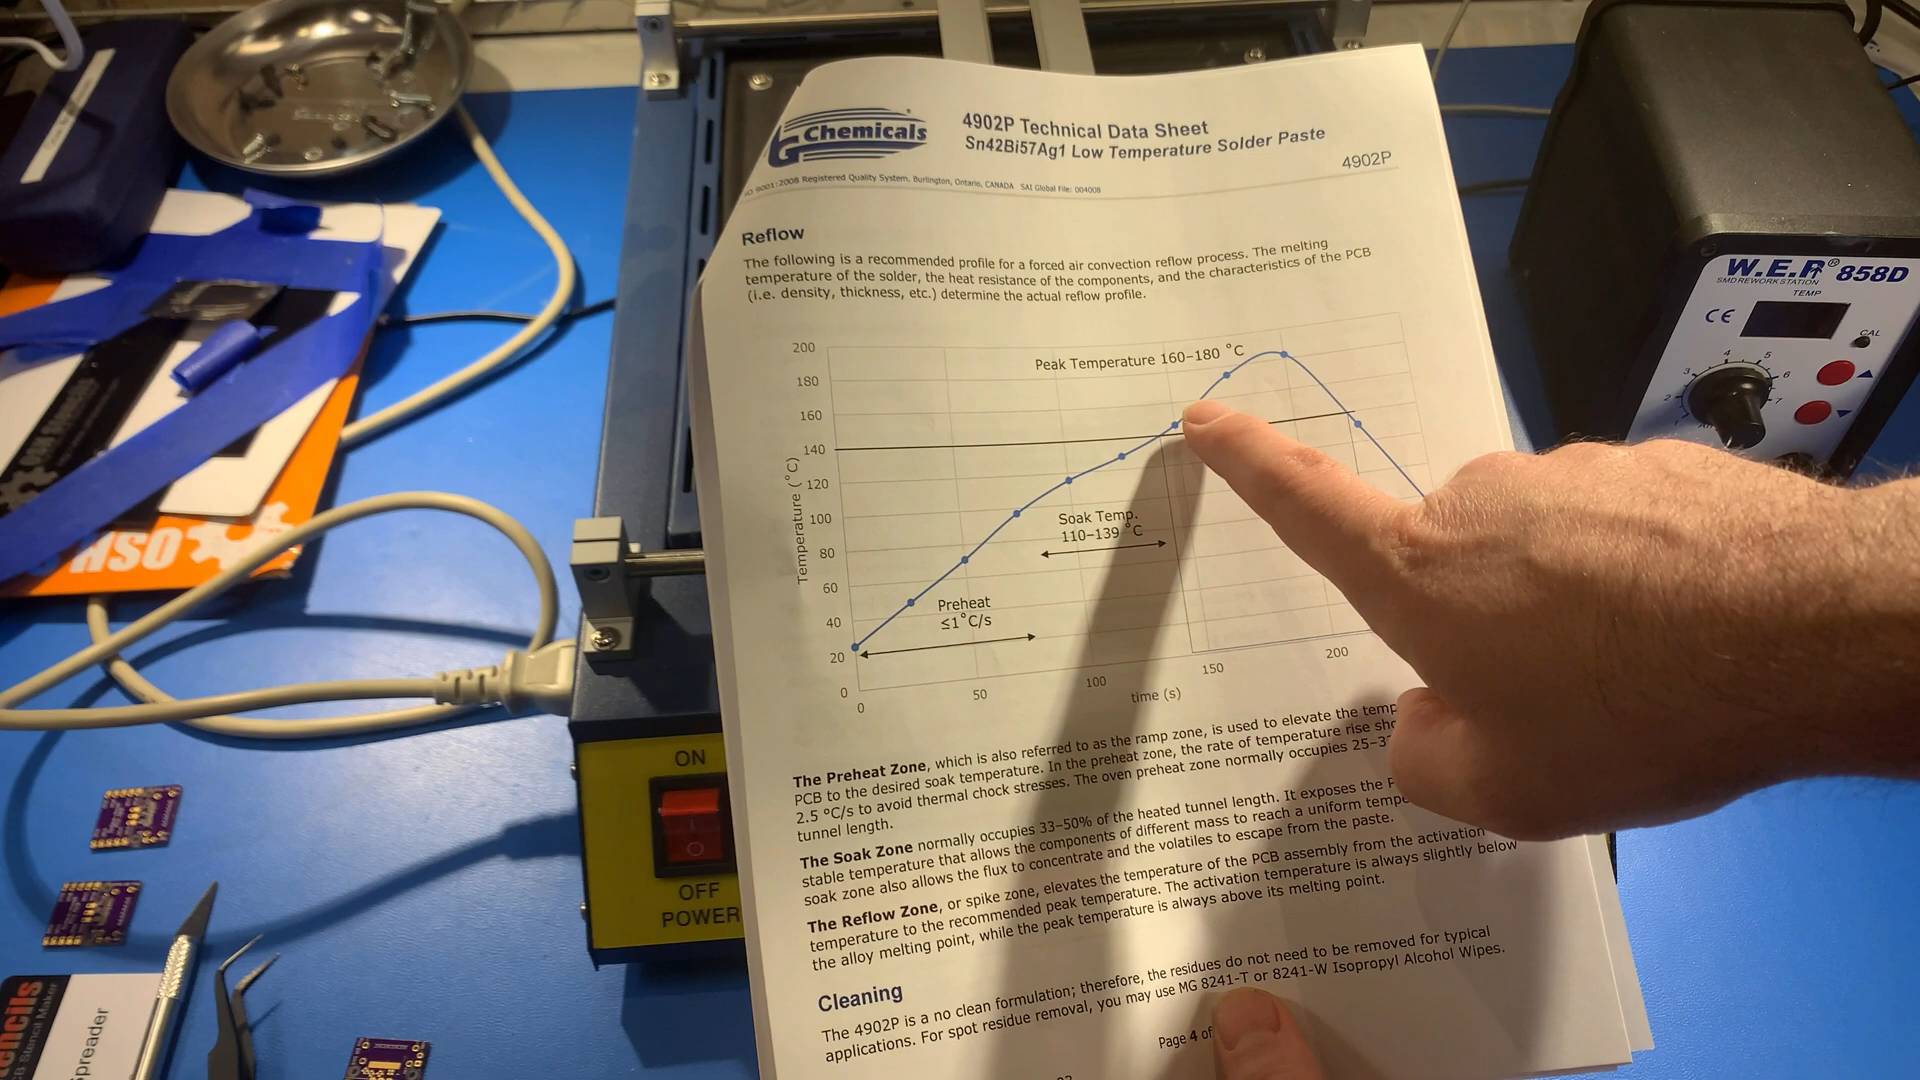 G Chemicals
4902P Technical Data Sheet
Sn42Bi57Ag1 Low Temperature Solder Paste
4902P
9001:2008 Registered Quality System. Burlington, Ontario, CANADA SAI Global File: 004008
Reflow
The following is a recommended profile for a forced air convection reflow process. The melting
temperature of the solder, the heat resistance of the components, and the characteristics of the PCB
(i.e. density, thickness, etc.) determine the actual reflow profile.
Peak Temperature 160–180 °C
200
180
160
140
120
100
80
60
40
20
0
Temperature (°C)
Soak Temp.
110–139 °C
Preheat
≤1°C/s
0
50
100
150
200
time (s)
The Preheat Zone, which is also referred to as the ramp zone, is used to elevate the temp
PCB to the desired soak temperature. In the preheat zone, the rate of temperature rise sho
2.5 °C/s to avoid thermal chock stresses. The oven preheat zone normally occupies 25–3
tunnel length.
The Soak Zone normally occupies 33–50% of the heated tunnel length. It exposes the P
stable temperature that allows the components of different mass to reach a uniform tempe
soak zone also allows the flux to concentrate and the volatiles to escape from the paste.
The Reflow Zone, or spike zone, elevates the temperature of the PCB assembly from the activation
temperature to the recommended peak temperature. The activation temperature is always slightly below
the alloy melting point, while the peak temperature is always above its melting point.
Cleaning
The 4902P is a no clean formulation; therefore, the residues do not need to be removed for typical
applications. For spot residue removal, you may use MG 8241-T or 8241-W Isopropyl Alcohol Wipes.
Page 4 of
W.E.P® 858D
SMD REWORK STATION
TEMP
CE
CAL
2
3
4
5
6
7
ON
OFF
POWER
HSO
tencils
CB Stencil Maker
Spreader